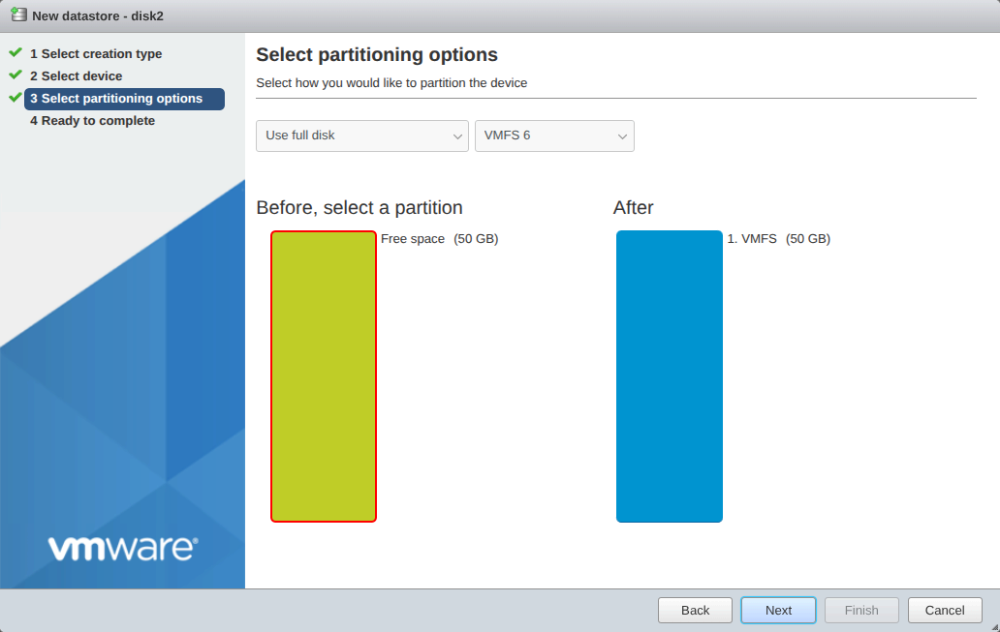 New datastore - disk2
1 Select creation type
2 Select device
3 Select partitioning options
4 Ready to complete
vmware®
Select partitioning options
Select how you would like to partition the device
Use full disk
VMFS 6
Before, select a partition
Free space (50 GB)
After
1. VMFS (50 GB)
Back
Next
Finish
Cancel